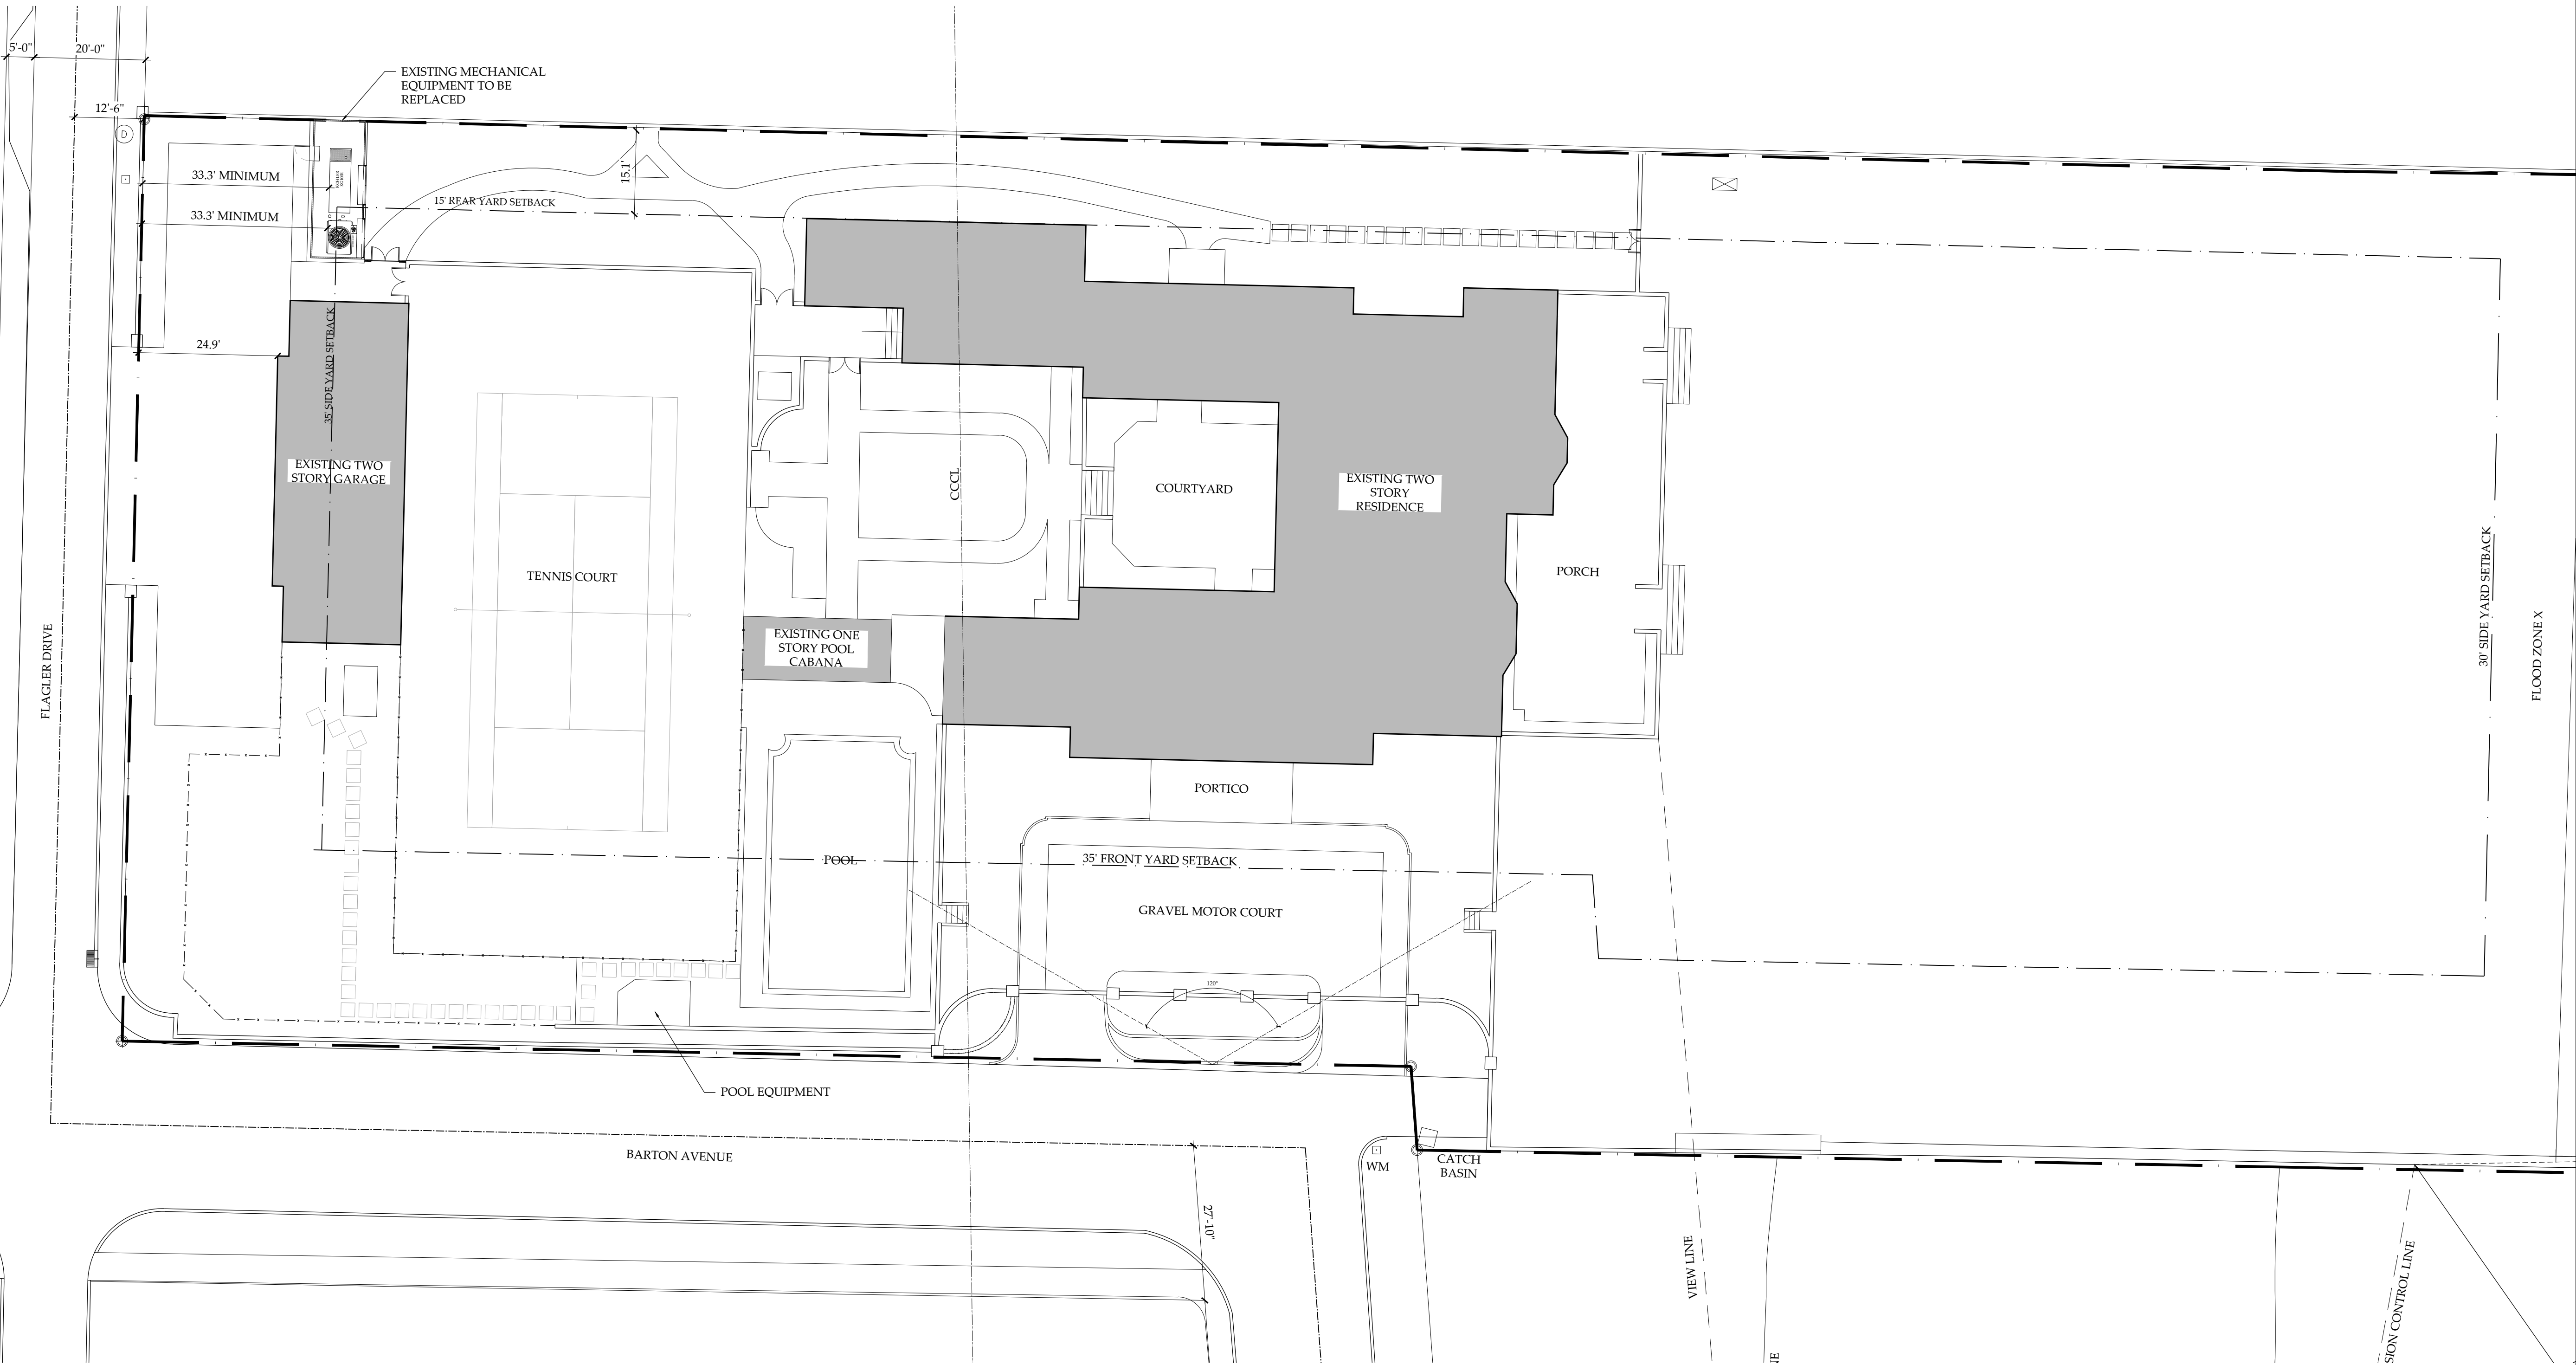 5'-0"
20'-0"
EXISTING MECHANICAL
EQUIPMENT TO BE
REPLACED
12'-6"
D
33.3' MINIMUM
15.1'
33.3' MINIMUM
15' REAR YARD SETBACK
24.9'
35' SIDE YARD SETBACK
EXISTING TWO
STORY GARAGE
CCCL
COURTYARD
EXISTING TWO
STORY
RESIDENCE
TENNIS COURT
PORCH
30' SIDE YARD SETBACK
FLOOD ZONE X
FLAGLER DRIVE
EXISTING ONE
STORY POOL
CABANA
PORTICO
POOL
35' FRONT YARD SETBACK
GRAVEL MOTOR COURT
120°
POOL EQUIPMENT
BARTON AVENUE
WM
CATCH
BASIN
27'-10"
VIEW LINE
SION CONTROL LINE
NE